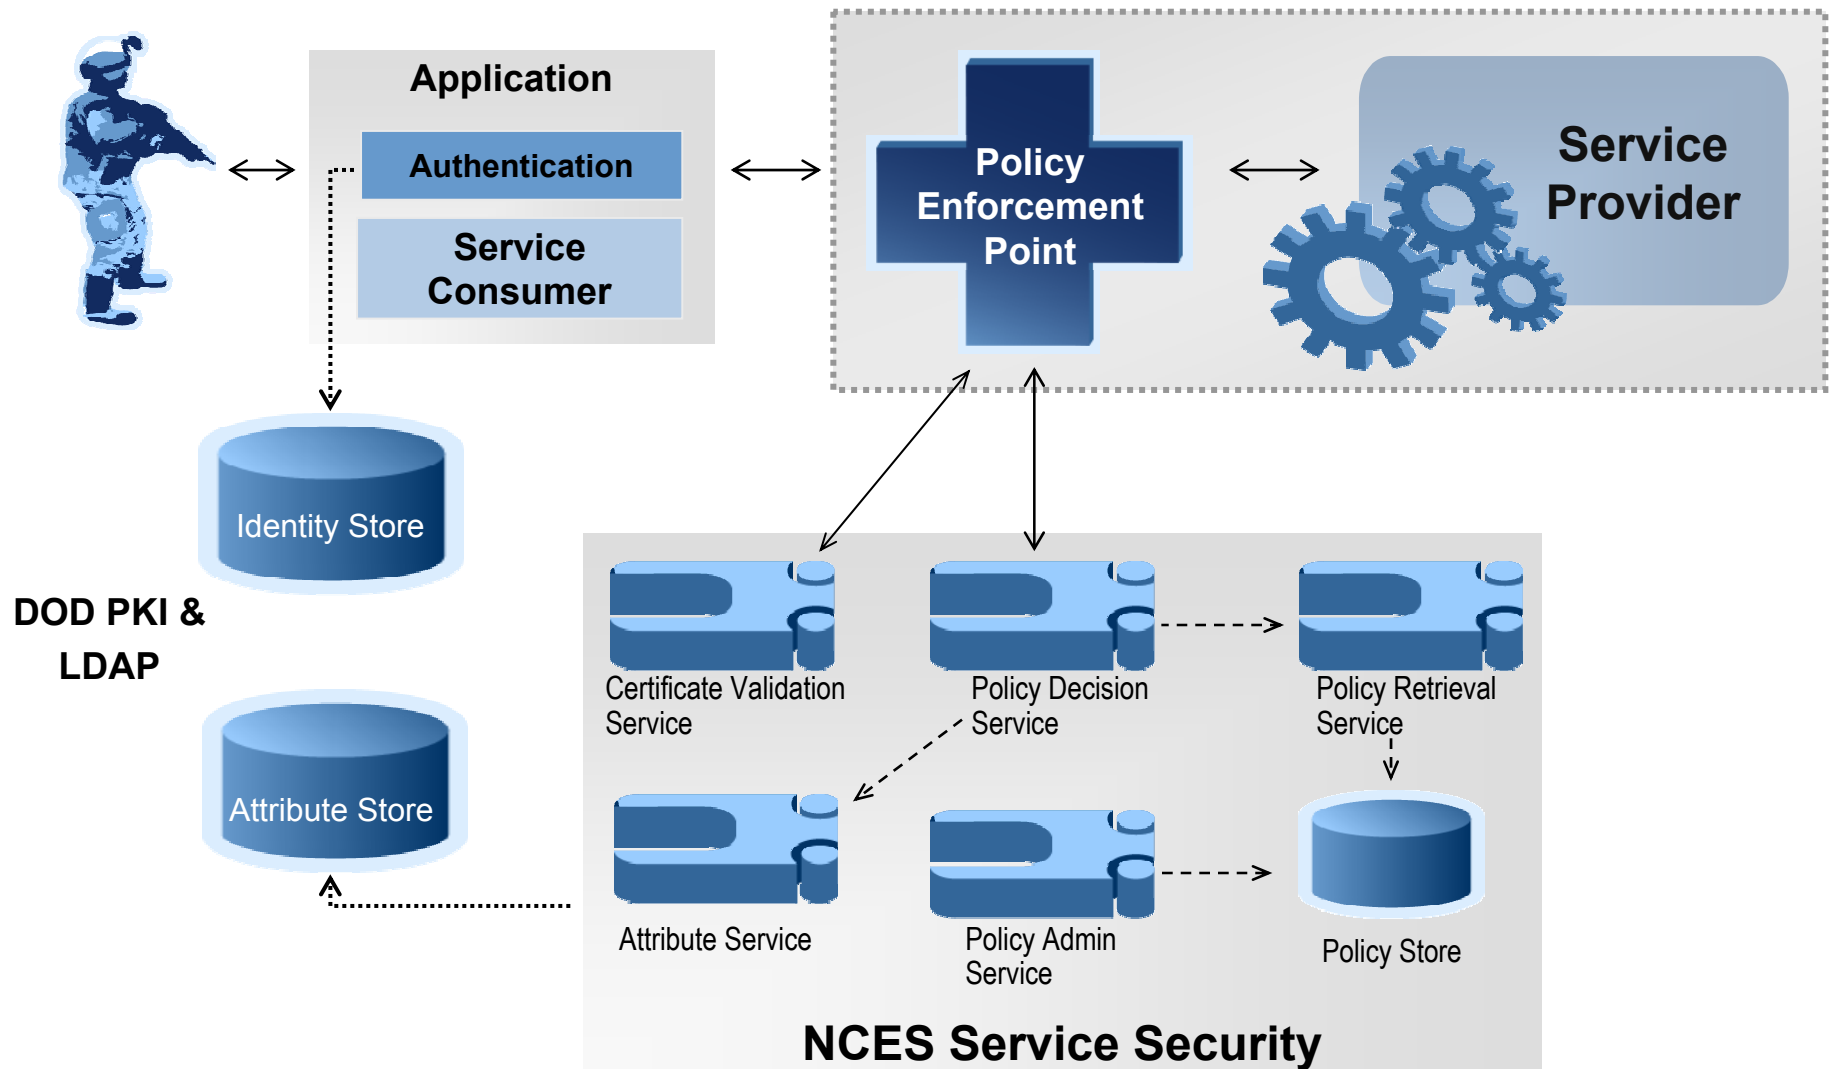 Application
Authentication
Service
Consumer
Policy
Enforcement
Point
Service
Provider
Identity Store
DOD PKI &
LDAP
Attribute Store
Certificate Validation
Service
Policy Decision
Service
Policy Retrieval
Service
Attribute Service
Policy Admin
Service
Policy Store
NCES Service Security